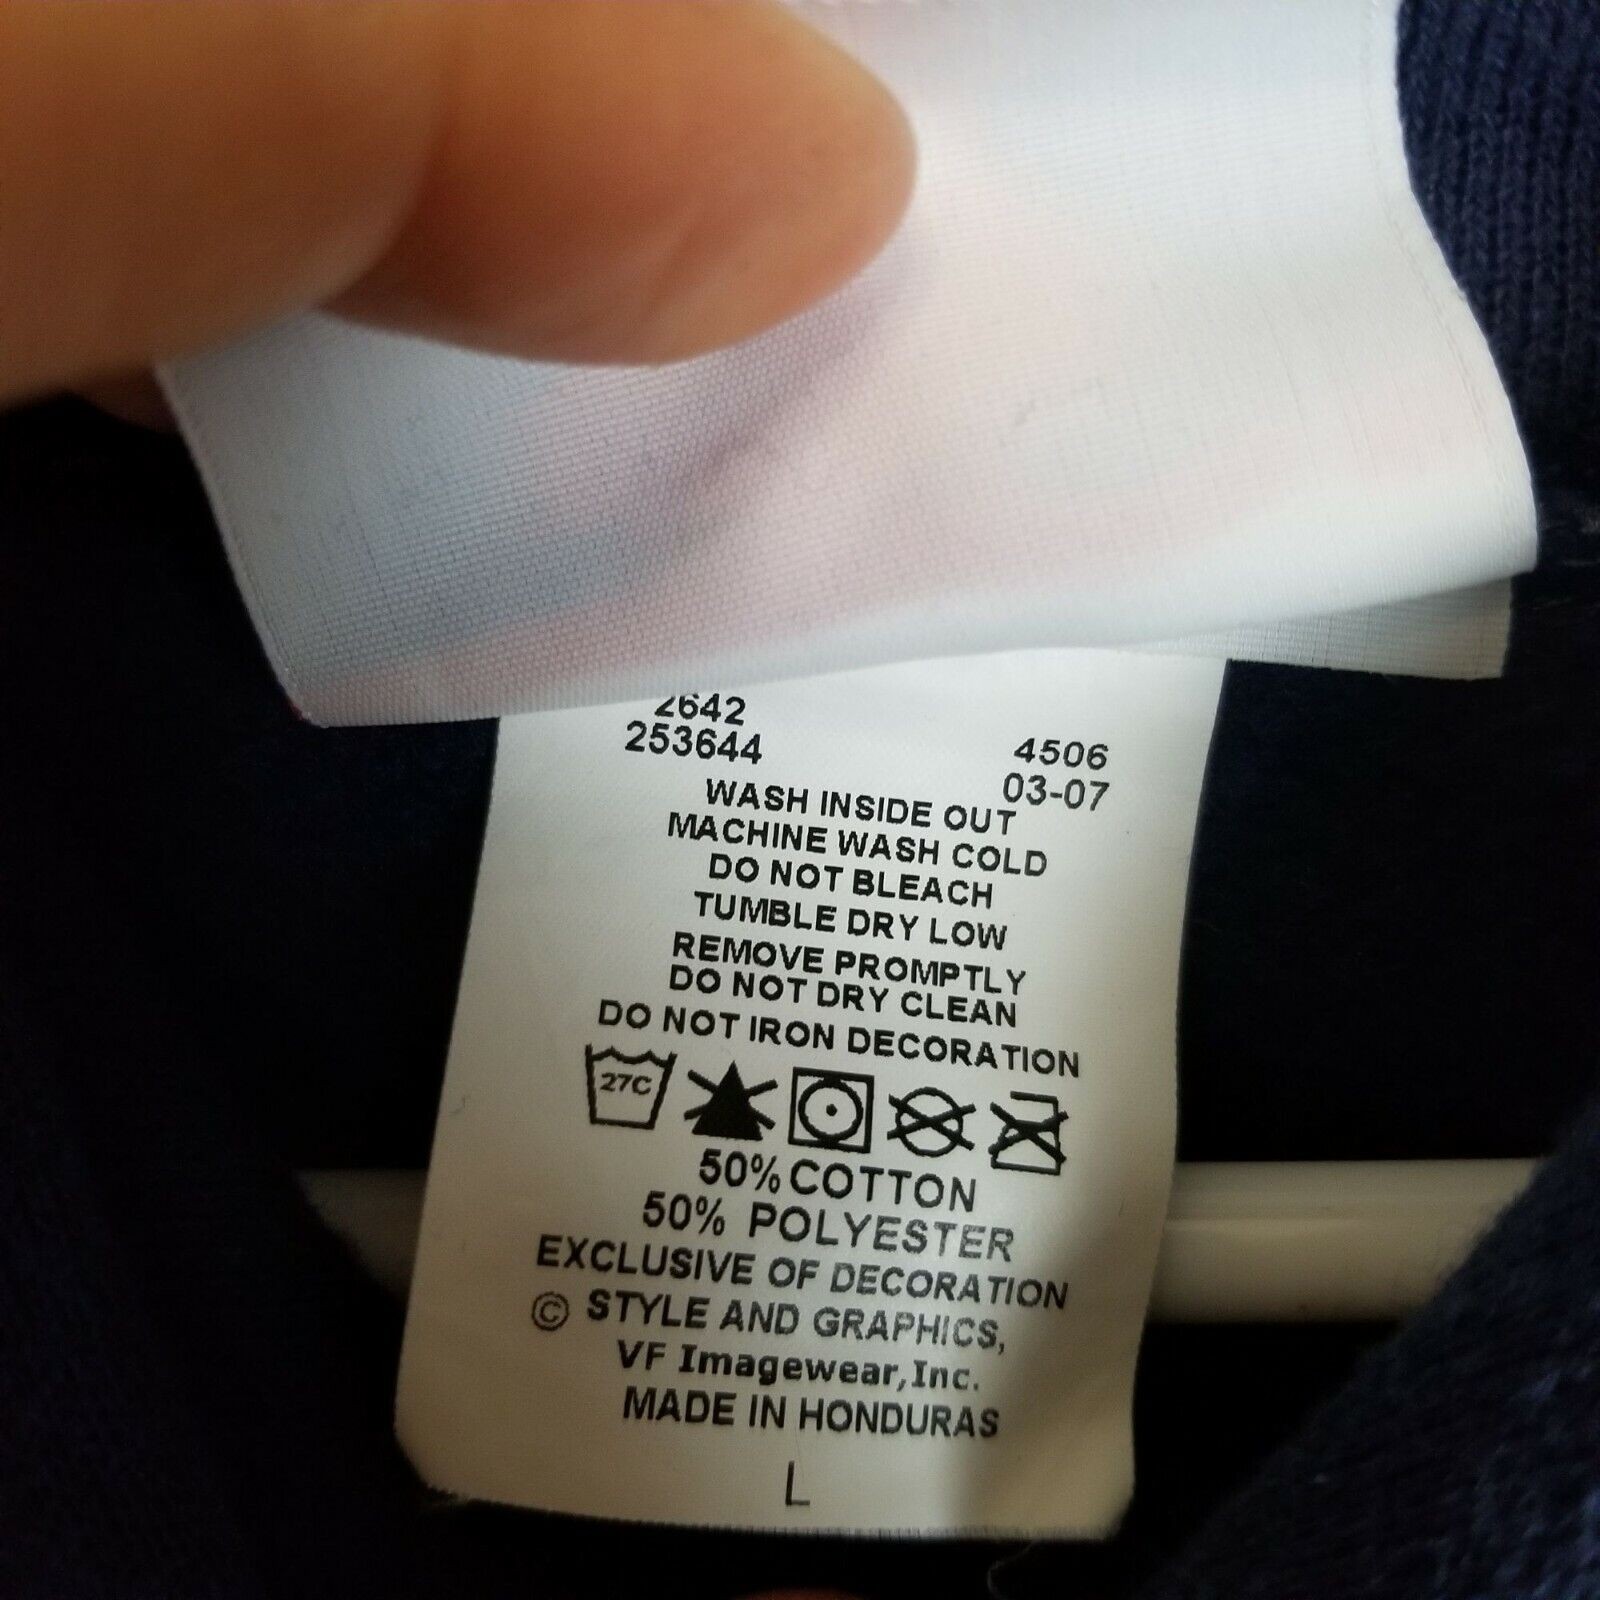 2642
253644 4506
03-07
WASH INSIDE OUT
MACHINE WASH COLD
DO NOT BLEACH
TUMBLE DRY LOW
REMOVE PROMPTLY
DO NOT DRY CLEAN
DO NOT IRON DECORATION
27C
50% COTTON
50% POLYESTER
EXCLUSIVE OF DECORATION
© STYLE AND GRAPHICS,
VF Imagewear,Inc.
MADE IN HONDURAS
L